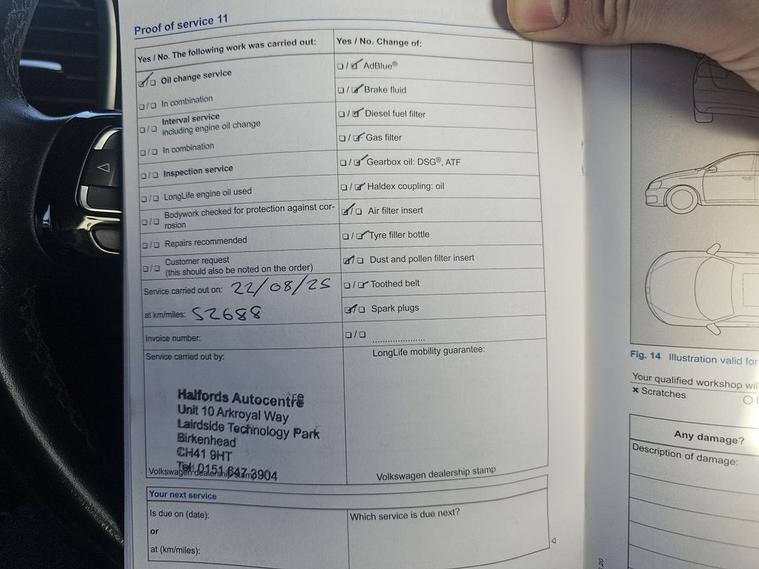 Proof of service 11
Yes / No. The following work was carried out:
☑/☐ Oil change service
☐/☐ In combination
☐/☐ Interval service
including engine oil change
☐/☐ In combination
☐/☐ Inspection service
☐/☐ LongLife engine oil used
☐/☐ Bodywork checked for protection against cor-
rosion
☐/☐ Repairs recommended
☐/☐ Customer request
(this should also be noted on the order)
Service carried out on: 22/08/25
at km/miles: 52688
Invoice number:
Service carried out by:
Halfords Autocentre
Unit 10 Arkroyal Way
Lairdside Technology Park
Birkenhead
CH41 9HT
Tel: 0151 647 3904
Volkswagen dealership stamp
Yes / No. Change of:
☐/☑ AdBlue®
☐/☑ Brake fluid
☐/☑ Diesel fuel filter
☐/☑ Gas filter
☐/☑ Gearbox oil: DSG®, ATF
☐/☑ Haldex coupling: oil
☑/☐ Air filter insert
☐/☑ Tyre filler bottle
☑/☐ Dust and pollen filter insert
☐/☑ Toothed belt
☑/☐ Spark plugs
☐/☐ ......................
LongLife mobility guarantee:
Volkswagen dealership stamp
Your next service
Is due on (date):
or
at (km/miles):
Which service is due next?
Fig. 14 Illustration valid for
Your qualified workshop wil
× Scratches
Any damage?
Description of damage: